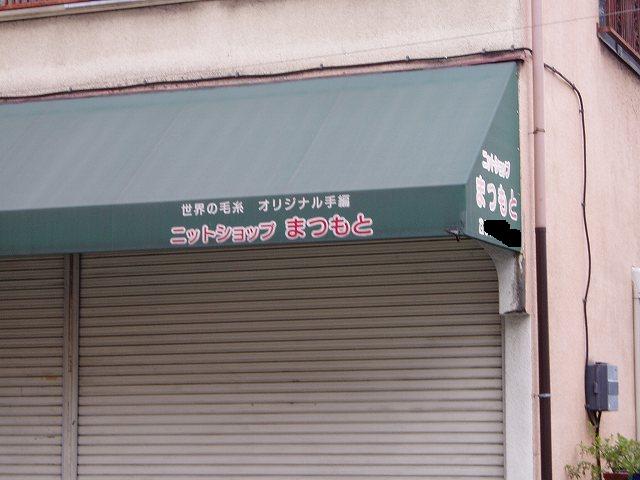 世界の毛糸 オリジナル手編
ニットショップ まつもと
ニットショップ
まつもと